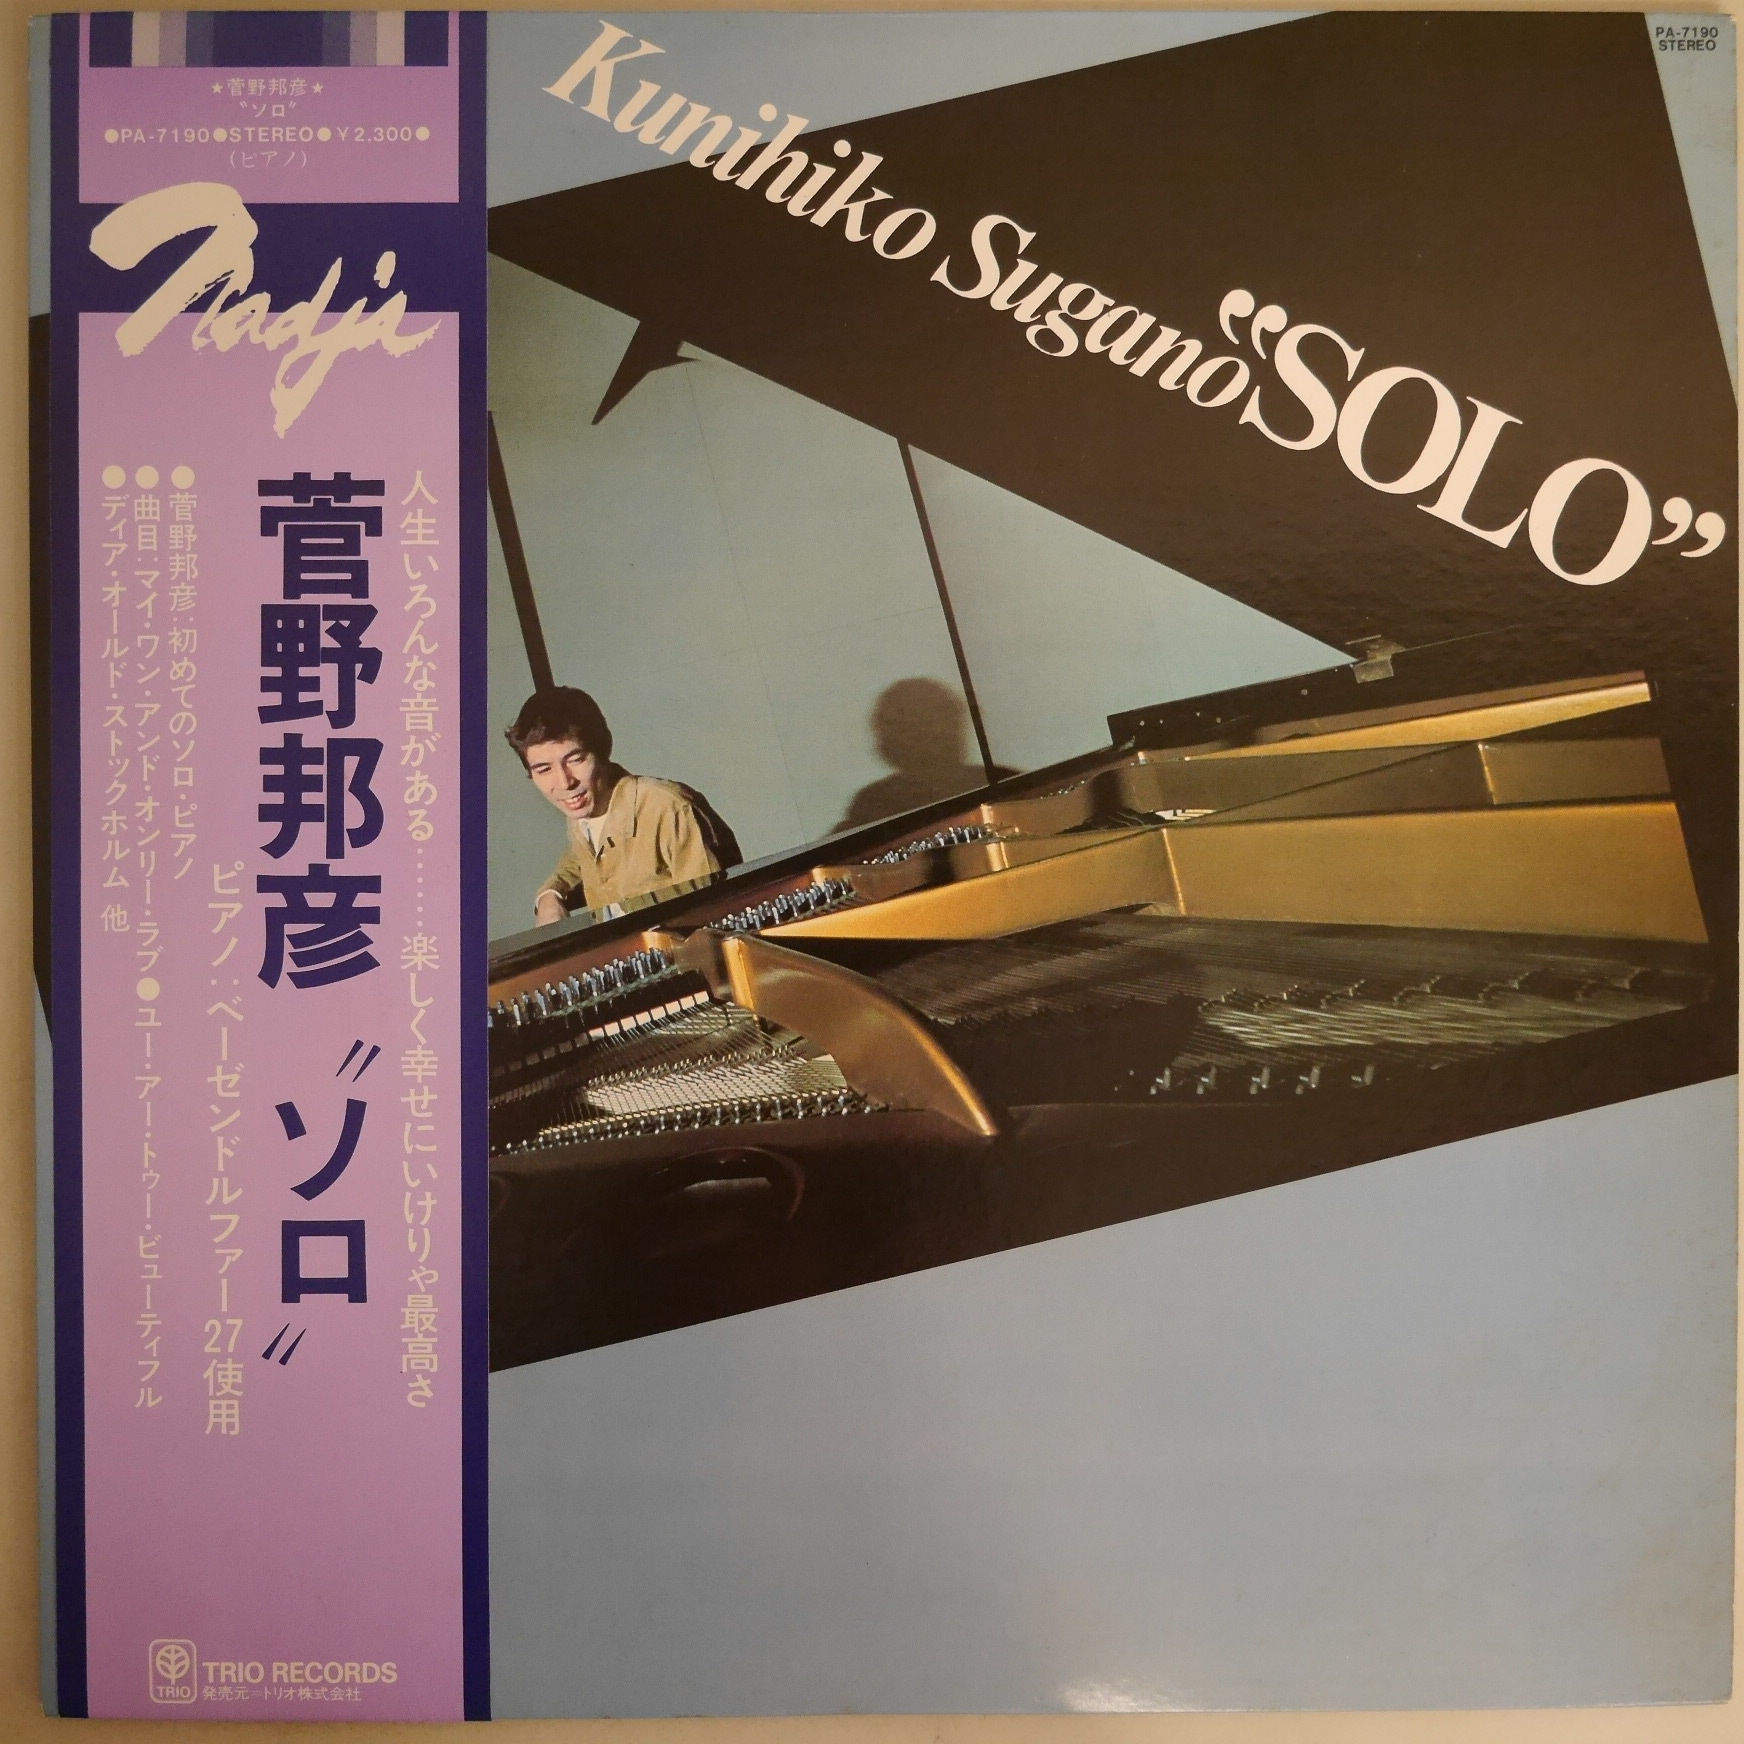 ★菅野邦彦★
〝ソロ〟
●PA-7190●STEREO●￥2.300●
(ピアノ)
Nadja
人生いろんな音がある……楽しく幸せにいけりゃ最高さ
菅野邦彦〝ソロ〟
ピアノ:ベーゼンドルファー27使用
●菅野邦彦:初めてのソロ・ピアノ
●曲目:マイ・ワン・アンド・オンリー・ラブ●ユー・アー・トゥー・ビューティフル
●ディア・オールド・ストックホルム 他
TRIO
TRIO RECORDS
発売元=トリオ株式会社
Kunihiko Sugano “SOLO”
PA-7190
STEREO